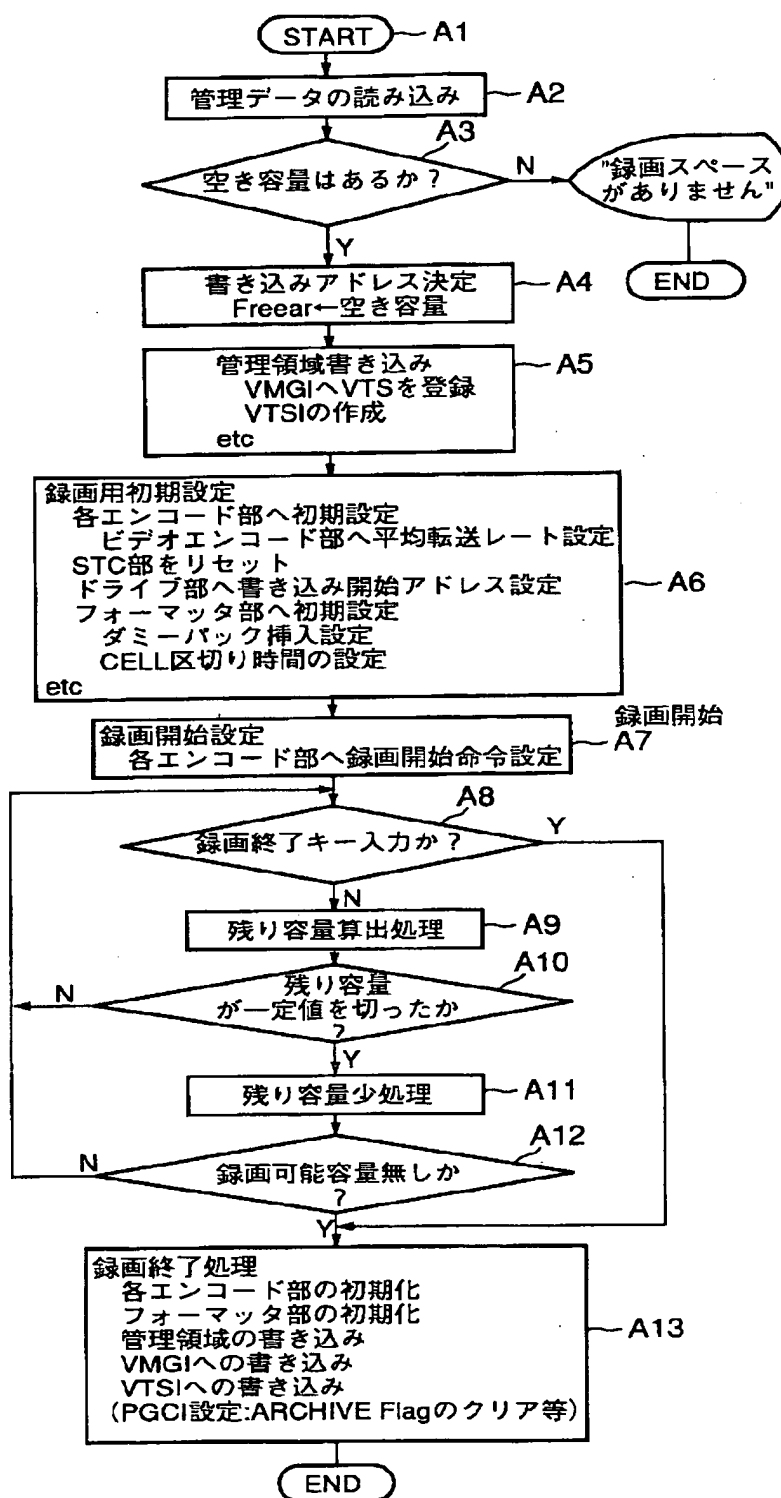 START
A1
管理データの読み込み
A2
A3
空き容量はあるか？
N
"録画スペース
がありません"
Y
END
書き込みアドレス決定
Freear←空き容量
A4
管理領域書き込み
VMGIへVTSを登録
VTSIの作成
etc
A5
録画用初期設定
各エンコード部へ初期設定
ビデオエンコード部へ平均転送レート設定
STC部をリセット
ドライブ部へ書き込み開始アドレス設定
フォーマッタ部へ初期設定
ダミーパック挿入設定
CELL区切り時間の設定
etc
A6
録画開始
録画開始設定
各エンコード部へ録画開始命令設定
A7
A8
録画終了キー入力か？
Y
N
残り容量算出処理
A9
A10
残り容量
が一定値を切ったか
？
N
Y
残り容量少処理
A11
A12
録画可能容量無しか
？
N
Y
録画終了処理
各エンコード部の初期化
フォーマッタ部の初期化
管理領域の書き込み
VMGIへの書き込み
VTSIへの書き込み
（PGCI設定:ARCHIVE Flagのクリア等）
A13
END